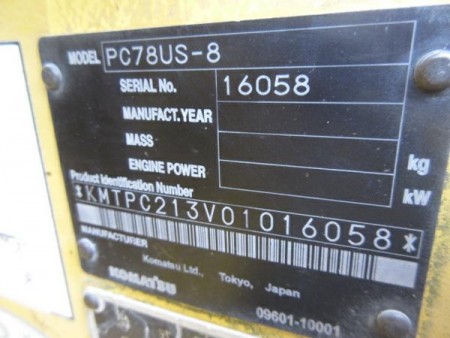 MODEL PC78US-8
SERIAL No. 16058
MANUFACT.YEAR
MASS kg
ENGINE POWER kW
Product Identification Number
*KMTPC213V01016058*
MANUFACTURER
Komatsu Ltd., Tokyo, Japan
KOMATSU
09601-10001